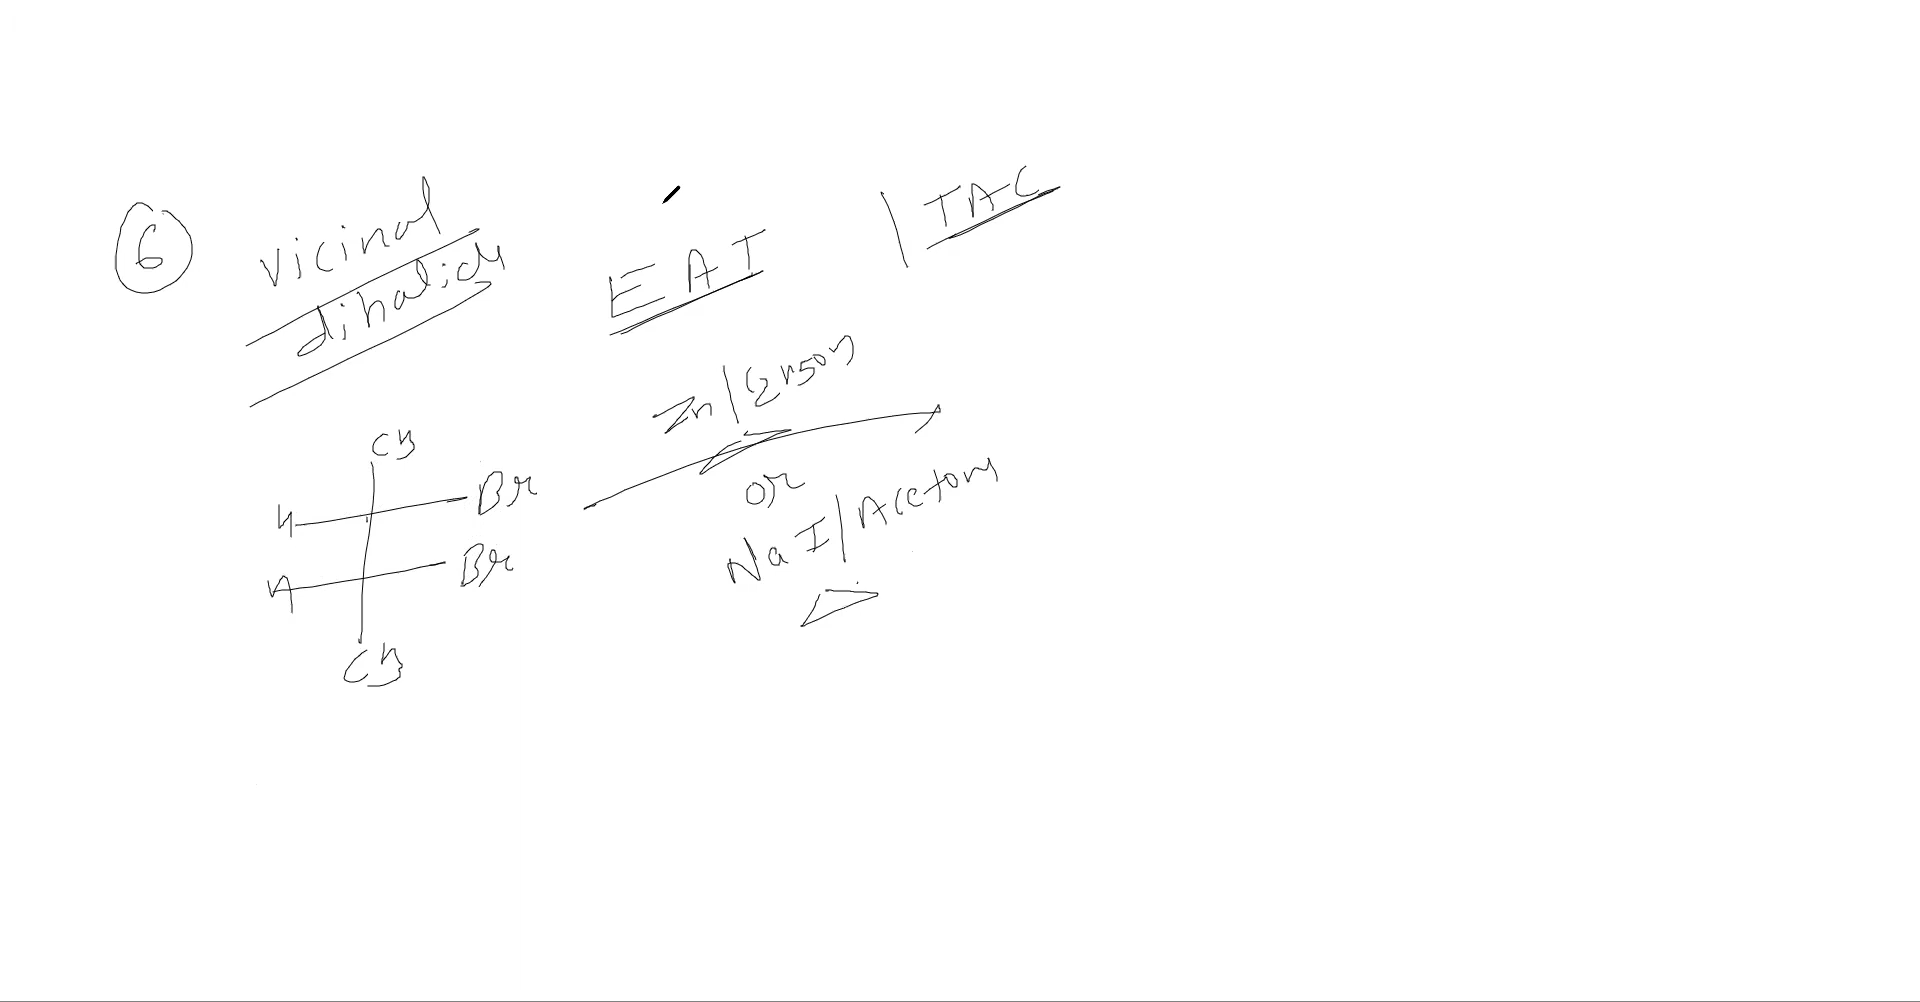 6 vicinal EAT | TAC
dihalide
Zn/Δ
CH3
H Br
or
H Br
NaI/Acetone
Δ
CH3